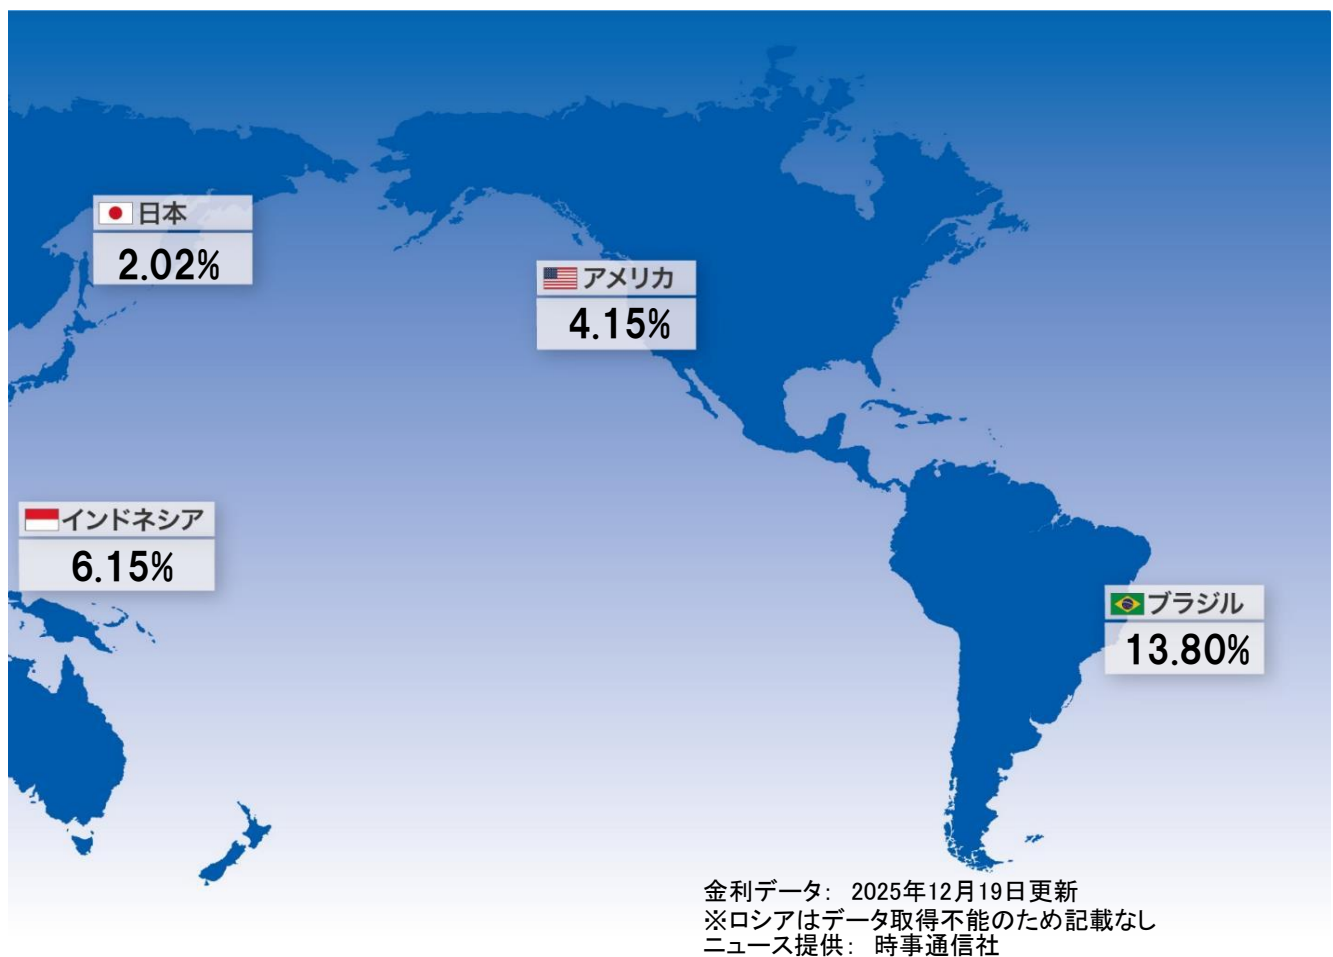 日本
2.02%
アメリカ
4.15%
インドネシア
6.15%
ブラジル
13.80%
金利データ: 2025年12月19日更新
※ロシアはデータ取得不能のため記載なし
ニュース提供: 時事通信社